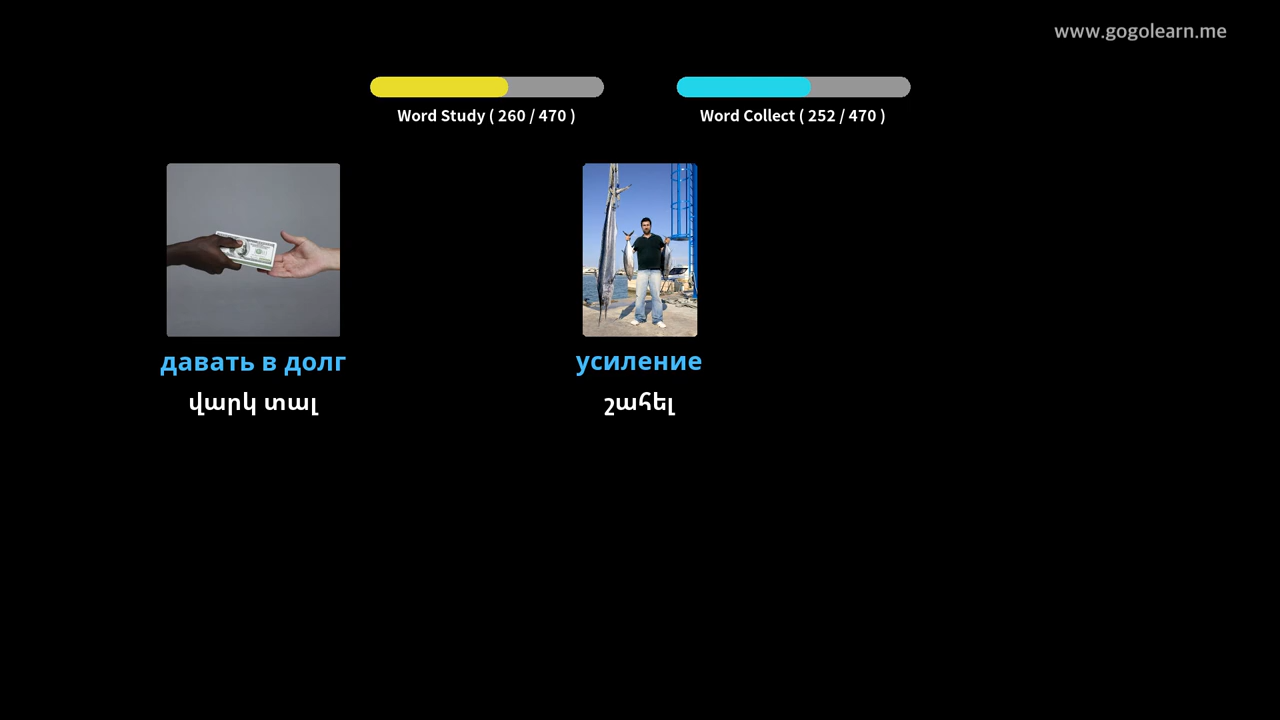 www.gogolearn.me
Word Study ( 260 / 470 )
Word Collect ( 252 / 470 )
давать в долг
վարկ տալ
усиление
շահել